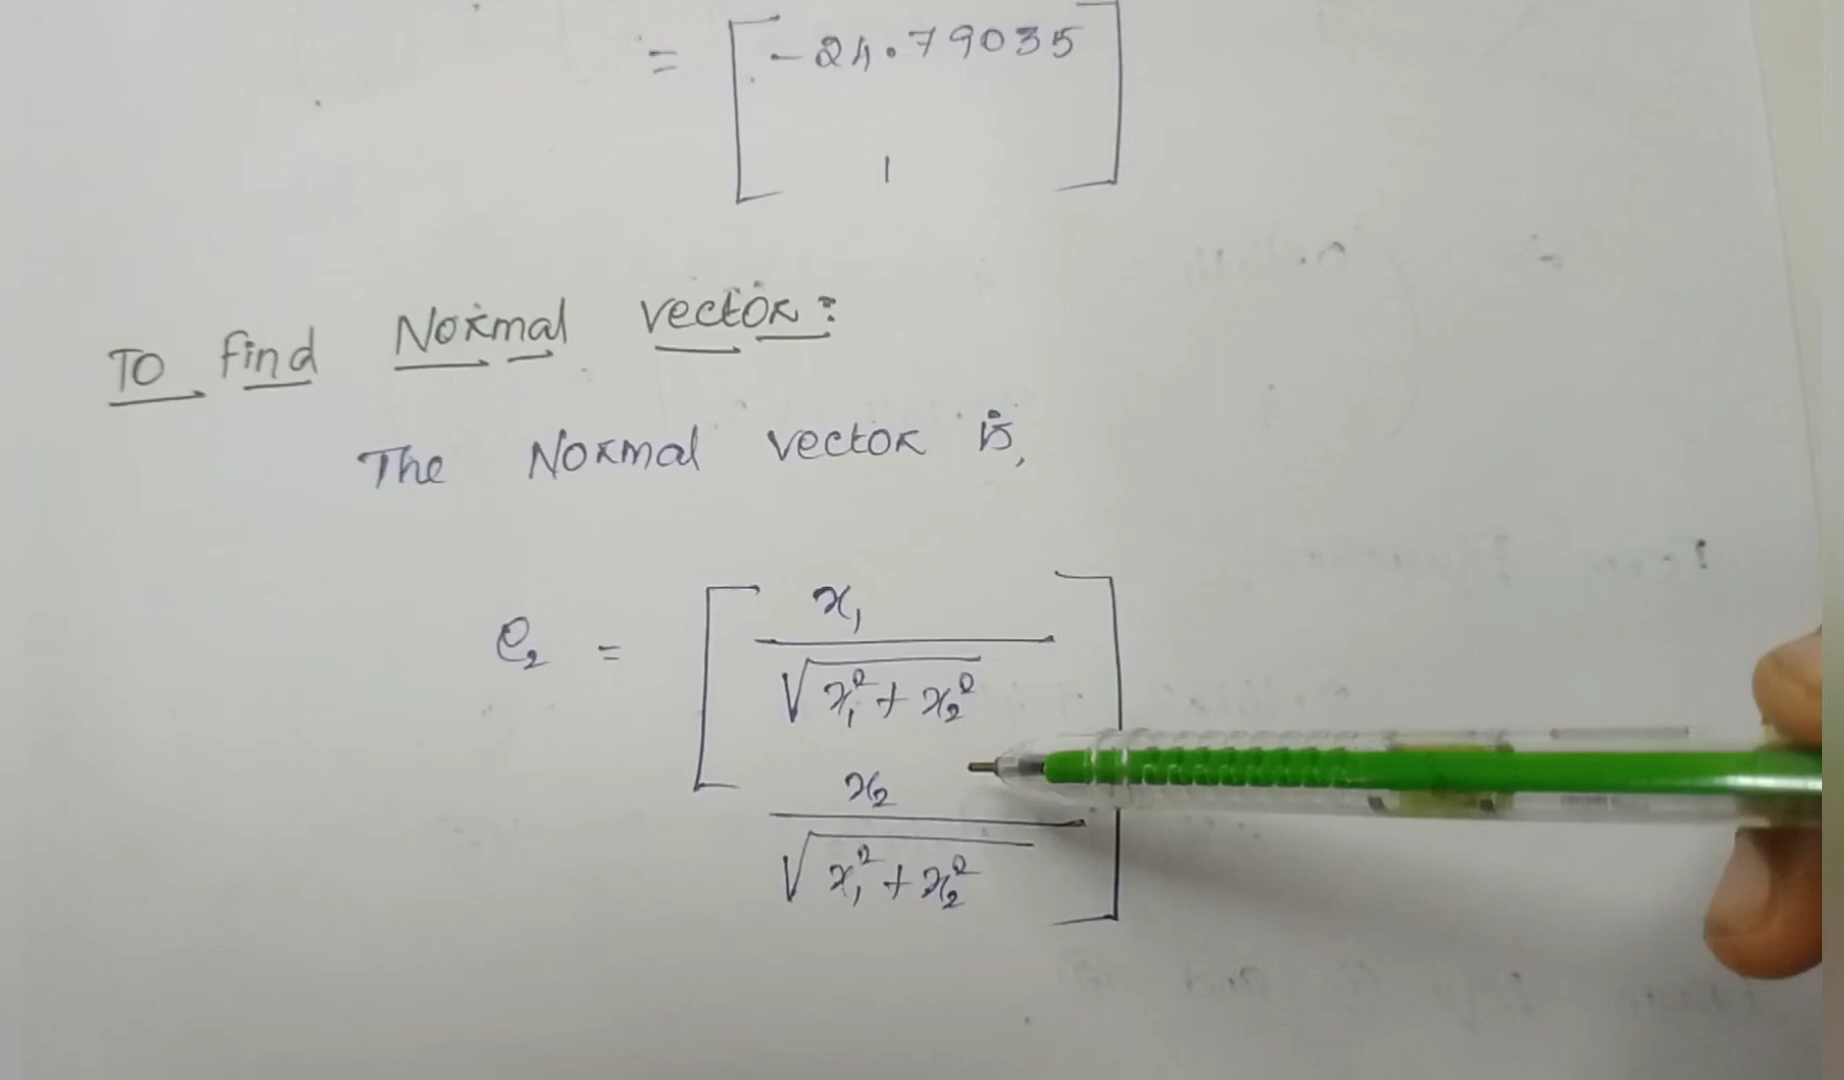 = [ -24.79035
1 ]
To find Normal vector:
The Normal vector is,
e₂ = [ x₁
√x₁² + x₂²
x₂
√x₁² + x₂² ]